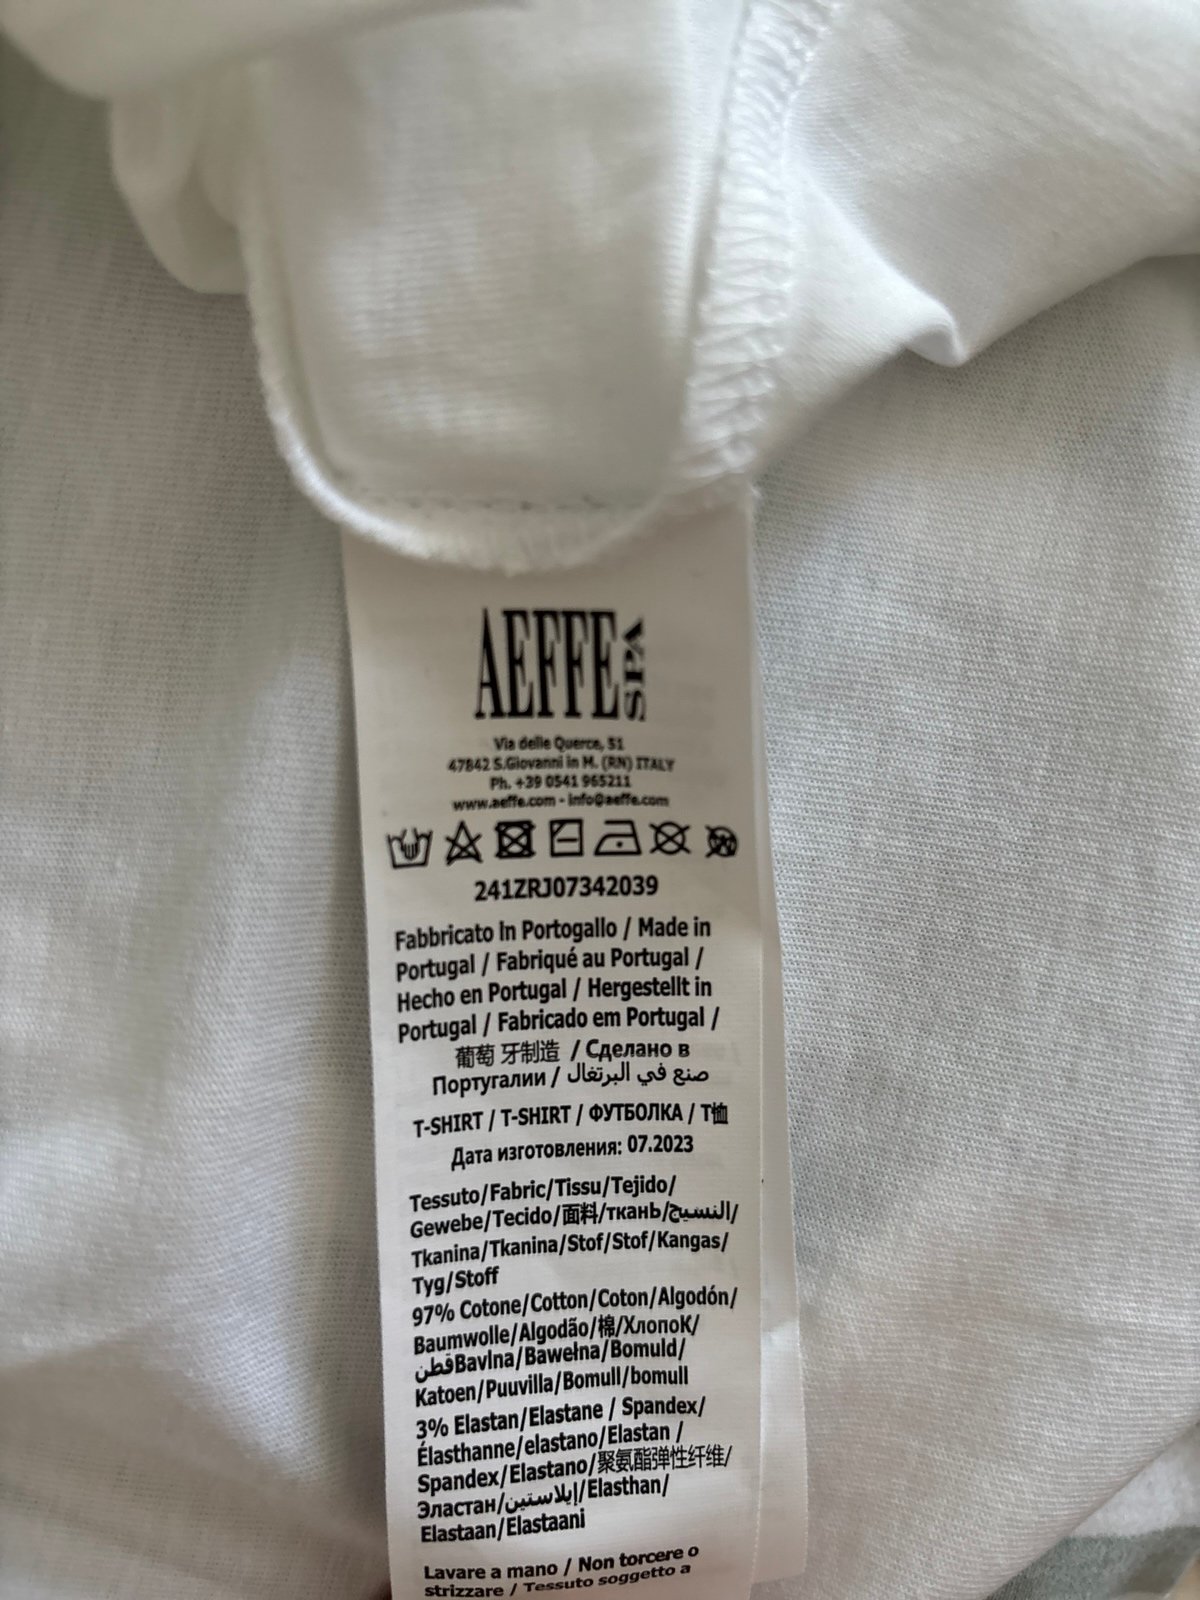 AEFFE SPA
Via delle Querce, 51
47842 S.Giovanni in M. (RN) ITALY
Ph. +39 0541 965211
www.aeffe.com - info@aeffe.com
241ZRJ07342039
Fabbricato in Portogallo / Made in
Portugal / Fabriqué au Portugal /
Hecho en Portugal / Hergestellt in
Portugal / Fabricado em Portugal /
葡萄 牙制造 / Сделано в
Португалии / صنع في البرتغال
T-SHIRT / T-SHIRT / ФУТБОЛКА / T恤
Дата изготовления: 07.2023
Tessuto/Fabric/Tissu/Tejido/
Gewebe/Tecido/面料/ткань/النسيج/
Tkanina/Tkanina/Stof/Stof/Kangas/
Tyg/Stoff
97% Cotone/Cotton/Coton/Algodón/
Baumwolle/Algodão/棉/ХлопоК/
قطنBavlna/Bawełna/Bomuld/
Katoen/Puuvilla/Bomull/bomull
3% Elastan/Elastane / Spandex/
Élasthanne/elastano/Elastan /
Spandex/Elastano/聚氨酯弹性纤维/
Эластан/إيلاستين/Elasthan/
Elastaan/Elastaani
Lavare a mano / Non torcere o
strizzare / Tessuto soggetto a